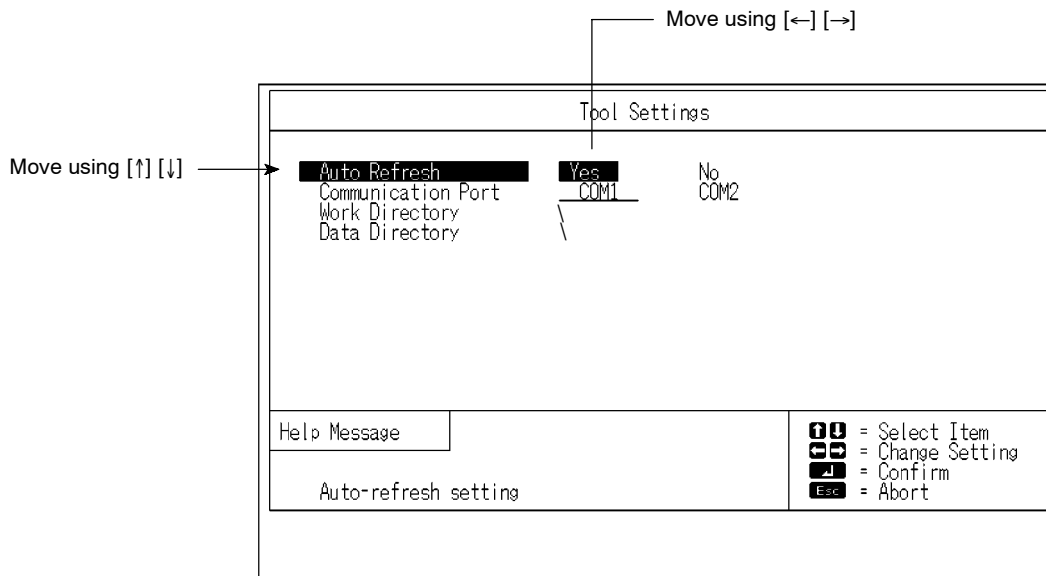 Move using [←] [→]
Tool Settings
Move using [↑] [↓]
Auto Refresh Yes No
Communication Port COM1 COM2
Work Directory \
Data Directory \
Help Message
Auto-refresh setting
↑ ↓ = Select Item
← → = Change Setting
↵ = Confirm
Esc = Abort